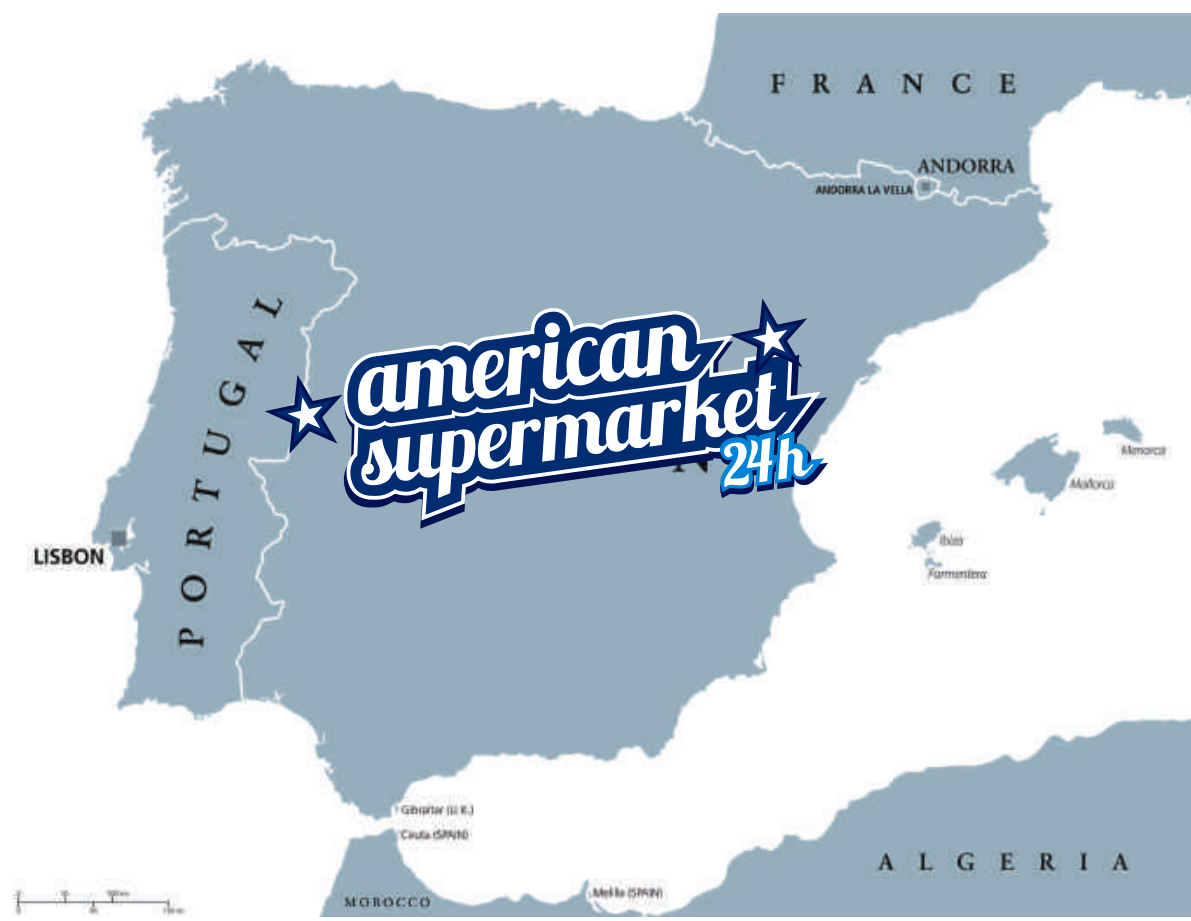 FRANCE
ANDORRA
ANDORRA LA VELLA
PORTUGAL
american
supermarket
24h
N
Menorca
Mallorca
LISBON
Ibiza
Formentera
Gibraltar (U.K.)
Ceuta (SPAIN)
ALGERIA
Melilla (SPAIN)
MOROCCO